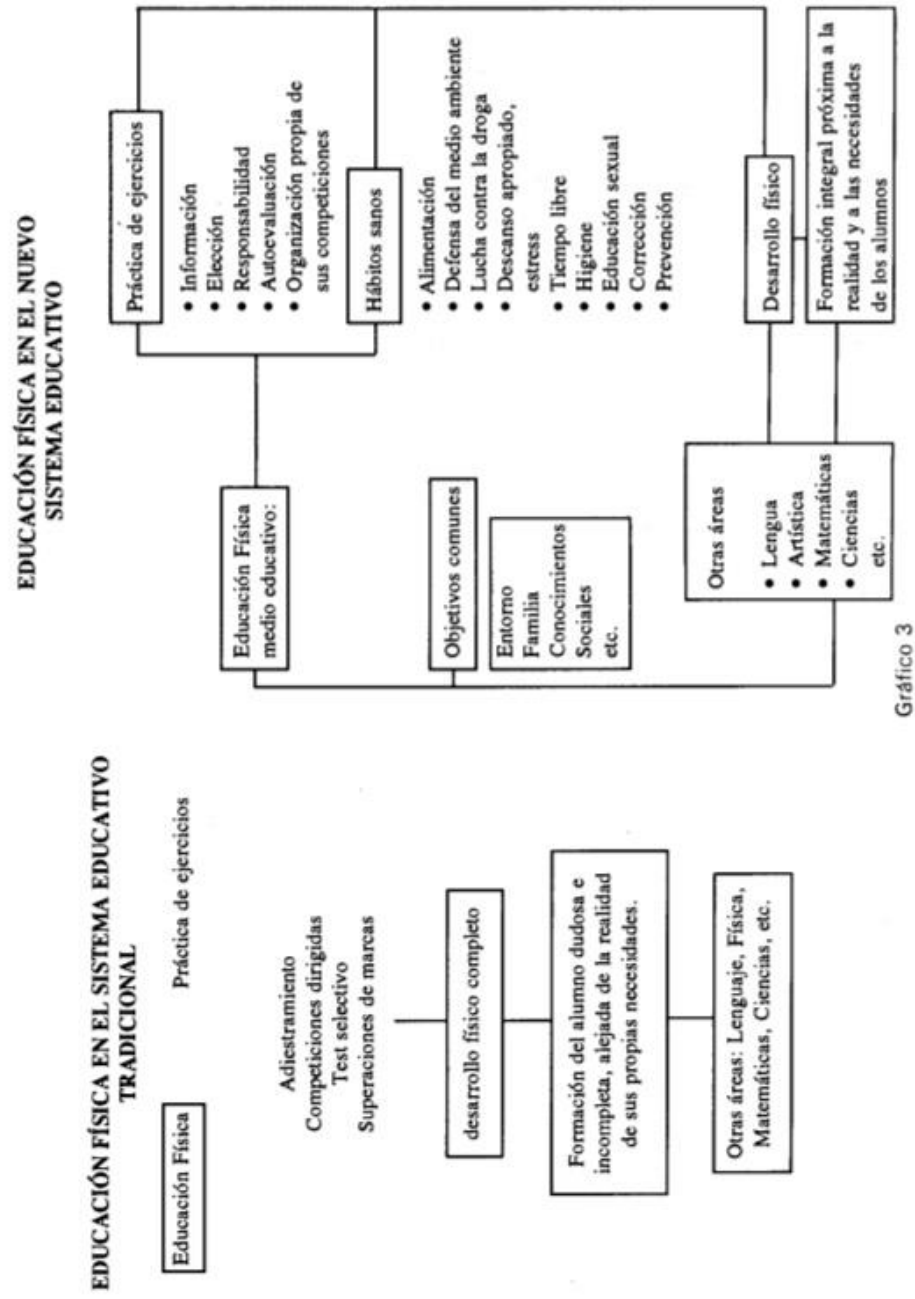 EDUCACIÓN FÍSICA EN EL SISTEMA EDUCATIVO
TRADICIONAL
Educación Física
Práctica de ejercicios
Adiestramiento
Competiciones dirigidas
Test selectivo
Superaciones de marcas
desarrollo físico completo
Formación del alumno dudosa e
incompleta, alejada de la realidad
de sus propias necesidades.
Otras áreas: Lenguaje, Física,
Matemáticas, Ciencias, etc.
EDUCACIÓN FÍSICA EN EL NUEVO
SISTEMA EDUCATIVO
Educación Física
medio educativo:
Práctica de ejercicios
• Información
• Elección
• Responsabilidad
• Autoevaluación
• Organización propia de
sus competiciones
Hábitos sanos
• Alimentación
• Defensa del medio ambiente
• Lucha contra la droga
• Descanso apropiado,
estress
• Tiempo libre
• Higiene
• Educación sexual
• Corrección
• Prevención
Objetivos comunes
Entorno
Familia
Conocimientos
Sociales
etc.
Otras áreas
• Lengua
• Artística
• Matemáticas
• Ciencias
etc.
Desarrollo físico
Formación integral próxima a la
realidad y a las necesidades
de los alumnos
Gráfico 3